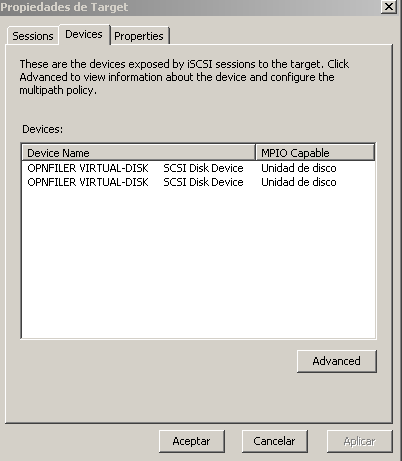 Propiedades de Target
Sessions Devices Properties
These are the devices exposed by iSCSI sessions to the target. Click
Advanced to view information about the device and configure the
multipath policy.
Devices:
Device Name MPIO Capable
OPNFILER VIRTUAL-DISK SCSI Disk Device Unidad de disco
OPNFILER VIRTUAL-DISK SCSI Disk Device Unidad de disco
Advanced
Aceptar Cancelar Aplicar